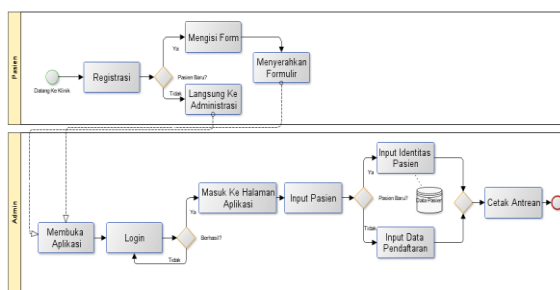 Pasien
Datang Ke Klinik
Registrasi
Pasien Baru?
Ya
Mengisi Form
Menyerahkan
Formulir
Tidak
Langsung Ke
Administrasi
Admin
Membuka
Aplikasi
Login
Berhasil?
Ya
Tidak
Masuk Ke Halaman
Aplikasi
Input Pasien
Pasien Baru?
Ya
Input Identitas
Pasien
Data Pasien
Tidak
Input Data
Pendaftaran
Cetak Antrean